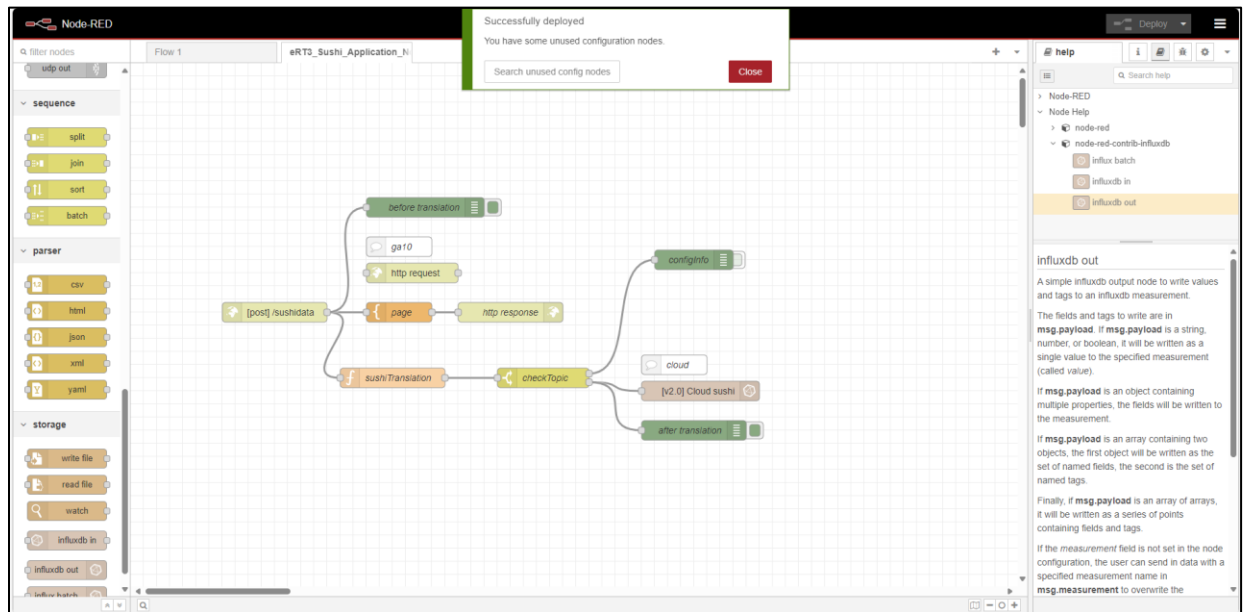 Node-RED
Deploy
filter nodes
udp out
sequence
split
join
sort
batch
parser
csv
html
json
xml
yaml
storage
write file
read file
watch
influxdb in
influxdb out
influx batch
Flow 1
eRT3_Sushi_Application_N
Successfully deployed
You have some unused configuration nodes.
Search unused config nodes
Close
before translation
ga10
http request
[post] /sushidata
page
http response
sushiTranslation
checkTopic
configInfo
cloud
[v2.0] Cloud sushi
after translation
help
Search help
Node-RED
Node Help
node-red
node-red-contrib-influxdb
influx batch
influxdb in
influxdb out
influxdb out
A simple influxdb output node to write values
and tags to an influxdb measurement.
The fields and tags to write are in
msg.payload. If msg.payload is a string,
number, or boolean, it will be written as a
single value to the specified measurement
(called value).
If msg.payload is an object containing
multiple properties, the fields will be written to
the measurement.
If msg.payload is an array containing two
objects, the first object will be written as the
set of named fields, the second is the set of
named tags.
Finally, if msg.payload is an array of arrays,
it will be written as a series of points
containing fields and tags.
If the measurement field is not set in the node
configuration, the user can send in data with a
specified measurement name in
msg.measurement to overwrite the